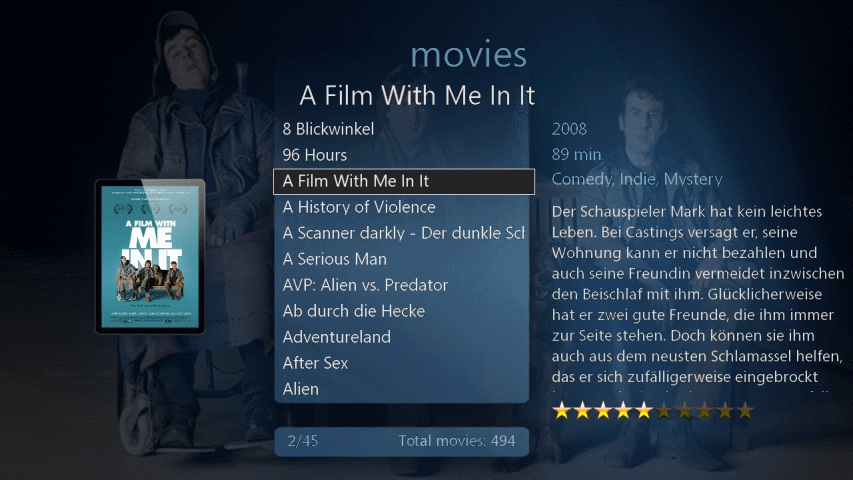 movies
A Film With Me In It
8 Blickwinkel
96 Hours
A Film With Me In It
A History of Violence
A Scanner darkly - Der dunkle Sch
A Serious Man
AVP: Alien vs. Predator
Ab durch die Hecke
Adventureland
After Sex
Alien
2/45
Total movies: 494
A FILM WITH
ME
IN IT
2008
89 min
Comedy, Indie, Mystery
Der Schauspieler Mark hat kein leichtes
Leben. Bei Castings versagt er, seine
Wohnung kann er nicht bezahlen und
auch seine Freundin vermeidet inzwischen
den Beischlaf mit ihm. Glücklicherweise
hat er zwei gute Freunde, die ihm immer
zur Seite stehen. Doch können sie ihm
auch aus dem neusten Schlamassel helfen,
das er sich zufälligerweise eingebrockt